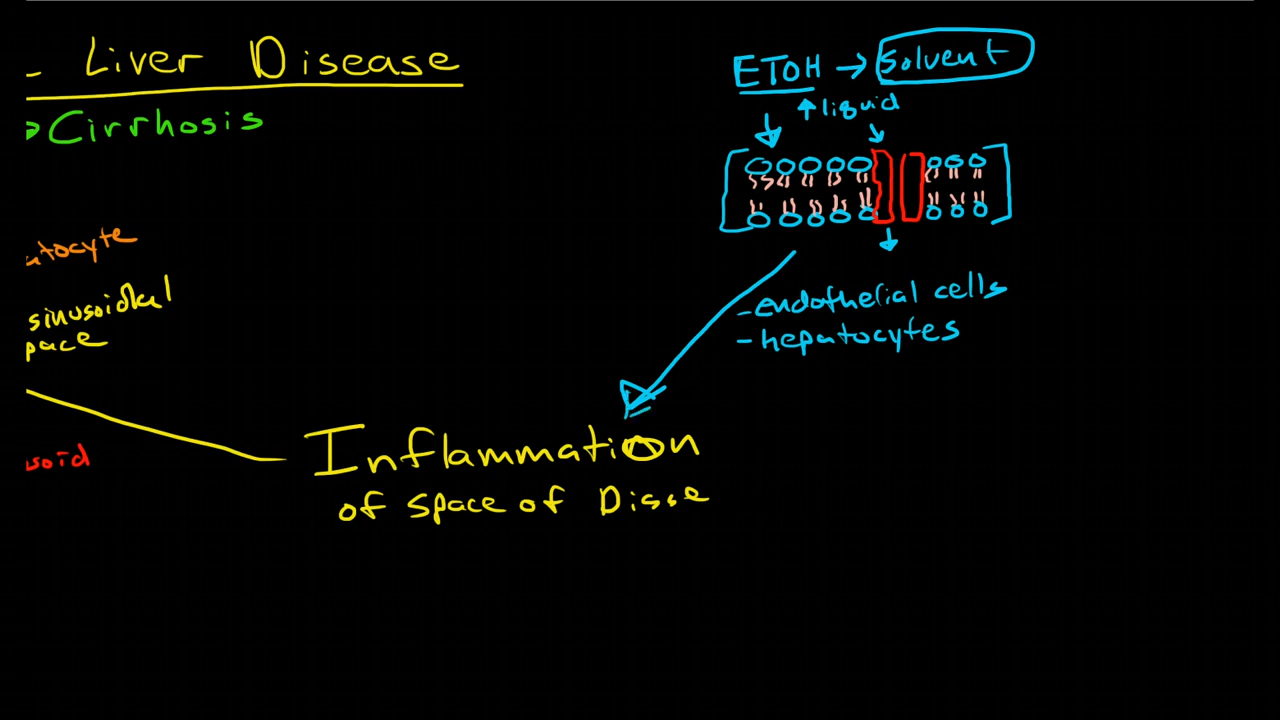 - Liver Disease
→ Cirrhosis
atocyte
sinusoidal
pace
soid
ETOH → Solvent
↑ liquid
- endothelial cells
- hepatocytes
Inflammation
of space of Disse